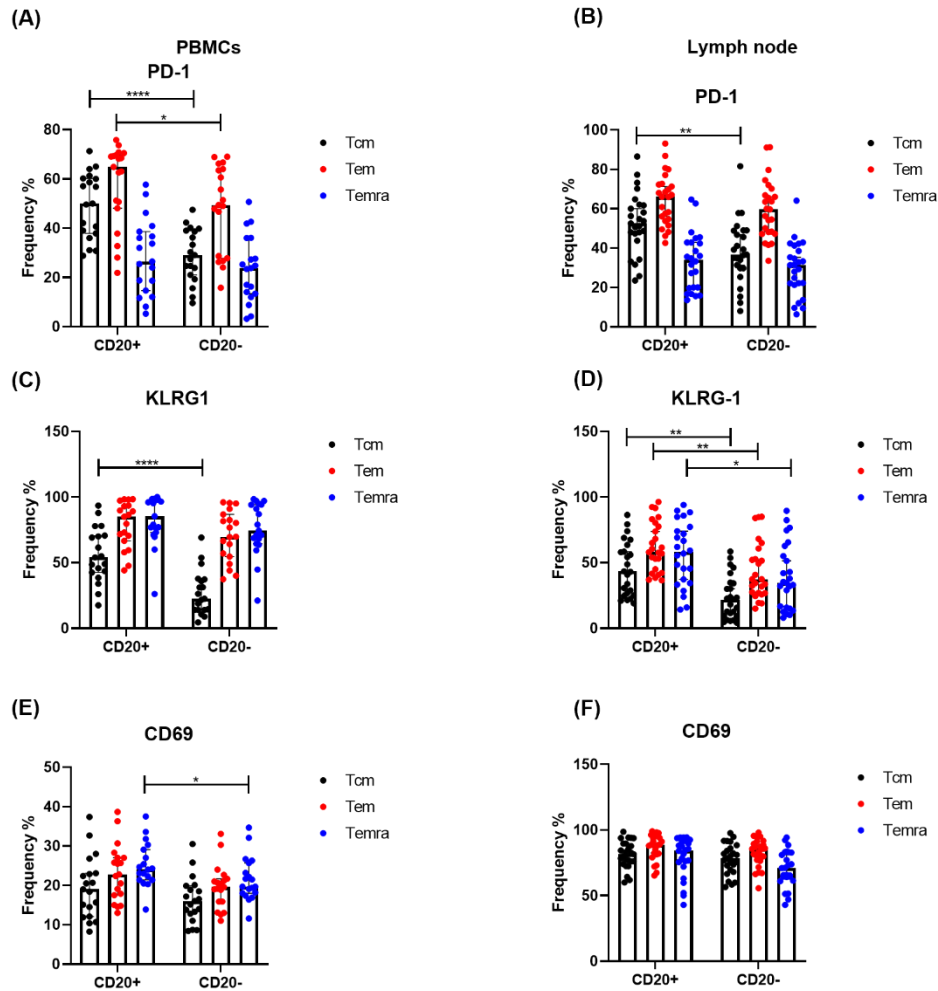 (A)
PBMCs
PD-1
****
*
80
60
40
20
0
Frequency %
CD20+ CD20-
Tcm
Tem
Temra
(B)
Lymph node
PD-1
**
100
80
60
40
20
0
Frequency %
CD20+ CD20-
Tcm
Tem
Temra
(C)
KLRG1
****
150
100
50
0
Frequency %
CD20+ CD20-
Tcm
Tem
Temra
(D)
KLRG-1
**
**
*
150
100
50
0
Frequency %
CD20+ CD20-
Tcm
Tem
Temra
(E)
CD69
*
50
40
30
20
10
0
Frequency %
CD20+ CD20-
Tcm
Tem
Temra
(F)
CD69
150
100
50
0
Frequency %
CD20+ CD20-
Tcm
Tem
Temra